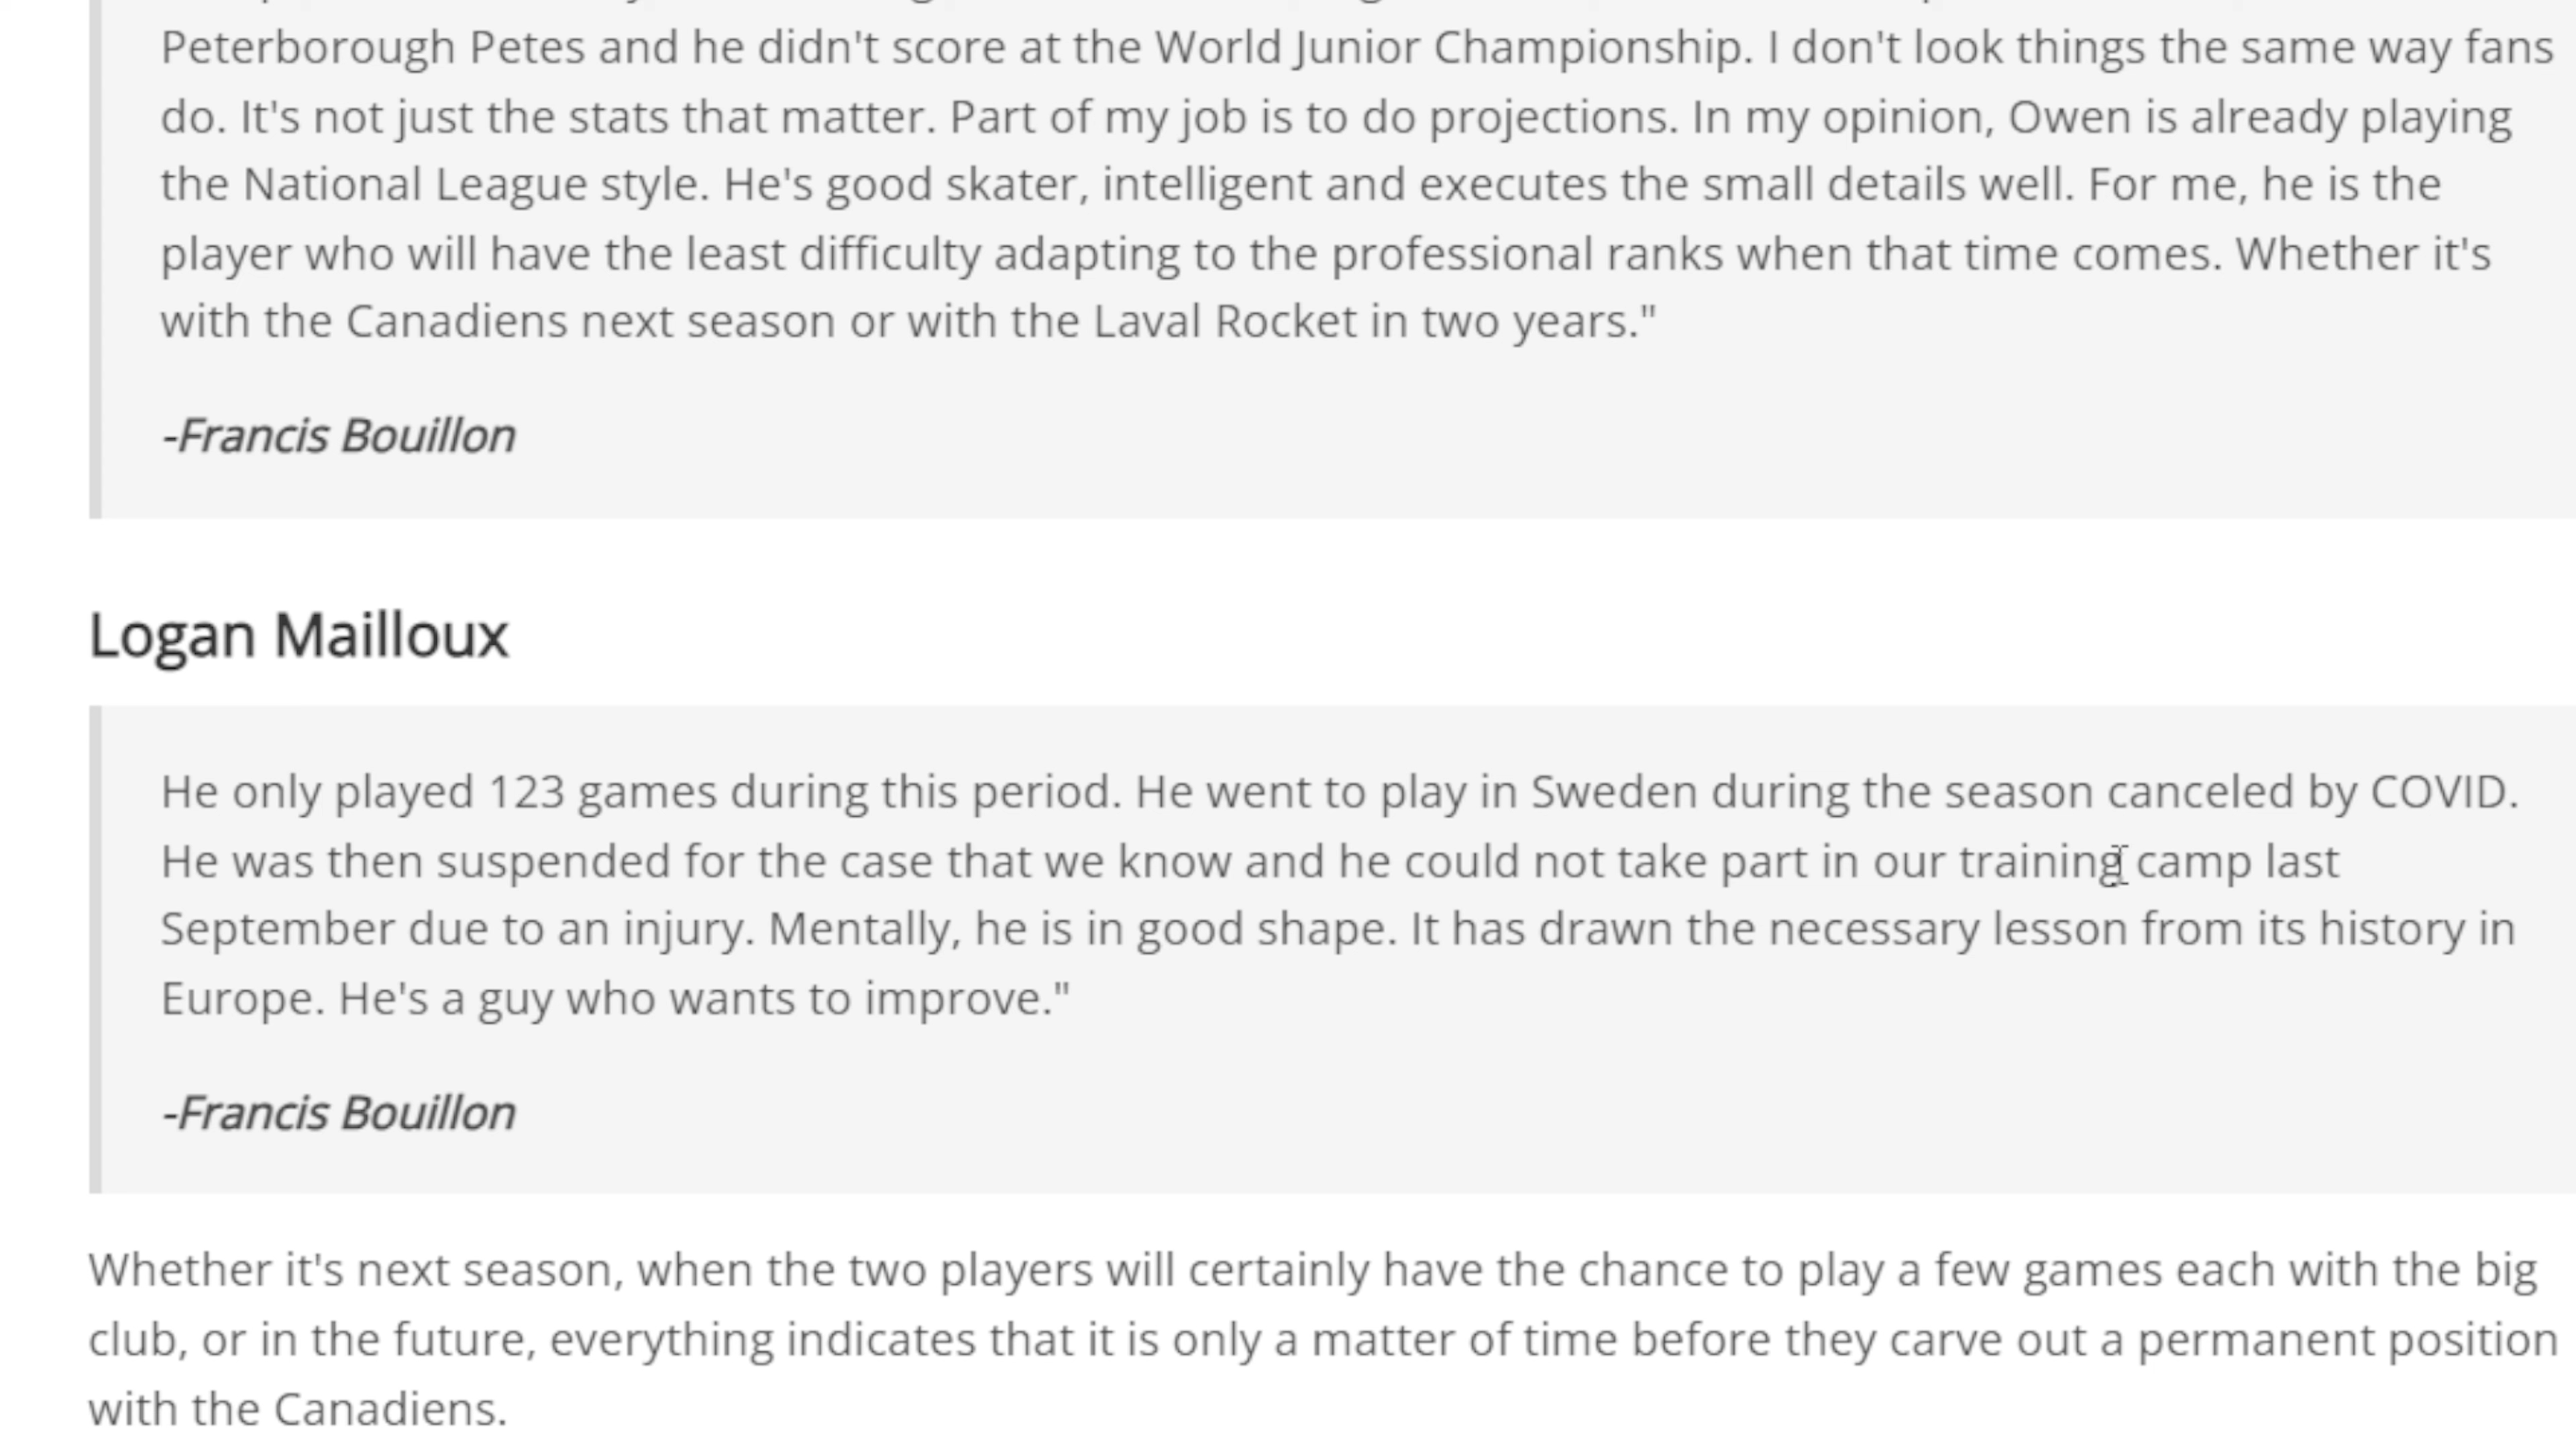 Peterborough Petes and he didn't score at the World Junior Championship. I don't look things the same way fans
do. It's not just the stats that matter. Part of my job is to do projections. In my opinion, Owen is already playing
the National League style. He's good skater, intelligent and executes the small details well. For me, he is the
player who will have the least difficulty adapting to the professional ranks when that time comes. Whether it's
with the Canadiens next season or with the Laval Rocket in two years."
-Francis Bouillon
Logan Mailloux
He only played 123 games during this period. He went to play in Sweden during the season canceled by COVID.
He was then suspended for the case that we know and he could not take part in our training camp last
September due to an injury. Mentally, he is in good shape. It has drawn the necessary lesson from its history in
Europe. He's a guy who wants to improve."
-Francis Bouillon
Whether it's next season, when the two players will certainly have the chance to play a few games each with the big
club, or in the future, everything indicates that it is only a matter of time before they carve out a permanent position
with the Canadiens.